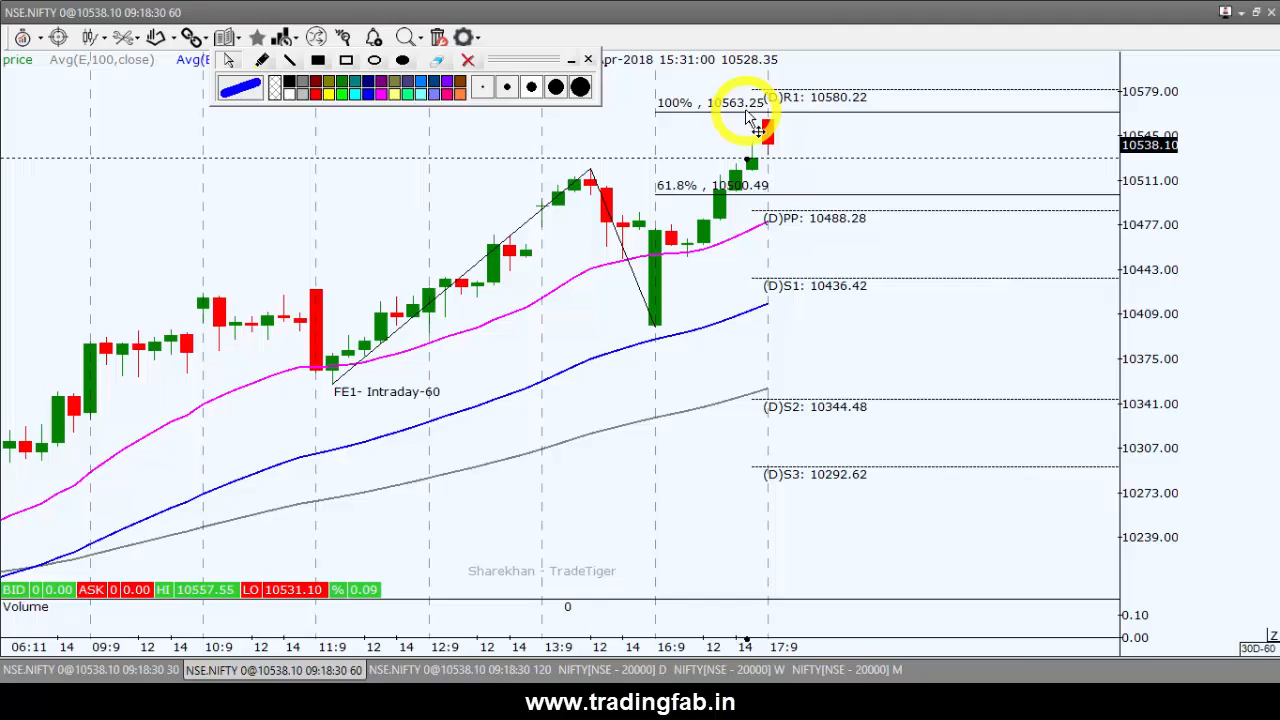 NSE.NIFTY 0@10538.10 09:18:30 60
price Avg(E,100,close) Avg(E
Apr-2018 15:31:00 10528.35
100% , 10563.25
(D)R1: 10580.22
61.8% , 10500.49
(D)PP: 10488.28
(D)S1: 10436.42
FE1- Intraday-60
(D)S2: 10344.48
(D)S3: 10292.62
10579.00
10545.00
10538.10
10511.00
10477.00
10443.00
10409.00
10375.00
10341.00
10307.00
10273.00
10239.00
Sharekhan - TradeTiger
BID 0 0.00 ASK 0 0.00 HI 10557.55 LO 10531.10 % 0.09
Volume 0
0.10
0.00
06:11 14 09:9 12 14 10:9 12 14 11:9 12 14 12:9 12 14 13:9 12 14 16:9 12 14 17:9
Z
30D-60
NSE.NIFTY 0@10538.10 09:18:30 30 NSE.NIFTY 0@10538.10 09:18:30 60 NSE.NIFTY 0@10538.10 09:18:30 120 NIFTY[NSE - 20000] D NIFTY[NSE - 20000] W NIFTY[NSE - 20000] M
www.tradingfab.in